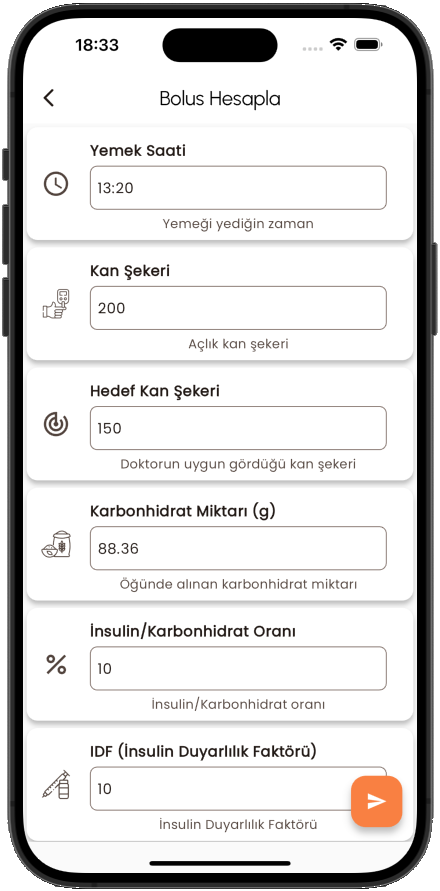 18:33
Bolus Hesapla
Yemek Saati
13:20
Yemeği yediğin zaman
Kan Şekeri
200
Açlık kan şekeri
Hedef Kan Şekeri
150
Doktorun uygun gördüğü kan şekeri
Karbonhidrat Miktarı (g)
88.36
Öğünde alınan karbonhidrat miktarı
İnsulin/Karbonhidrat Oranı
10
İnsulin/Karbonhidrat oranı
IDF (İnsulin Duyarlılık Faktörü)
10
İnsulin Duyarlılık Faktörü